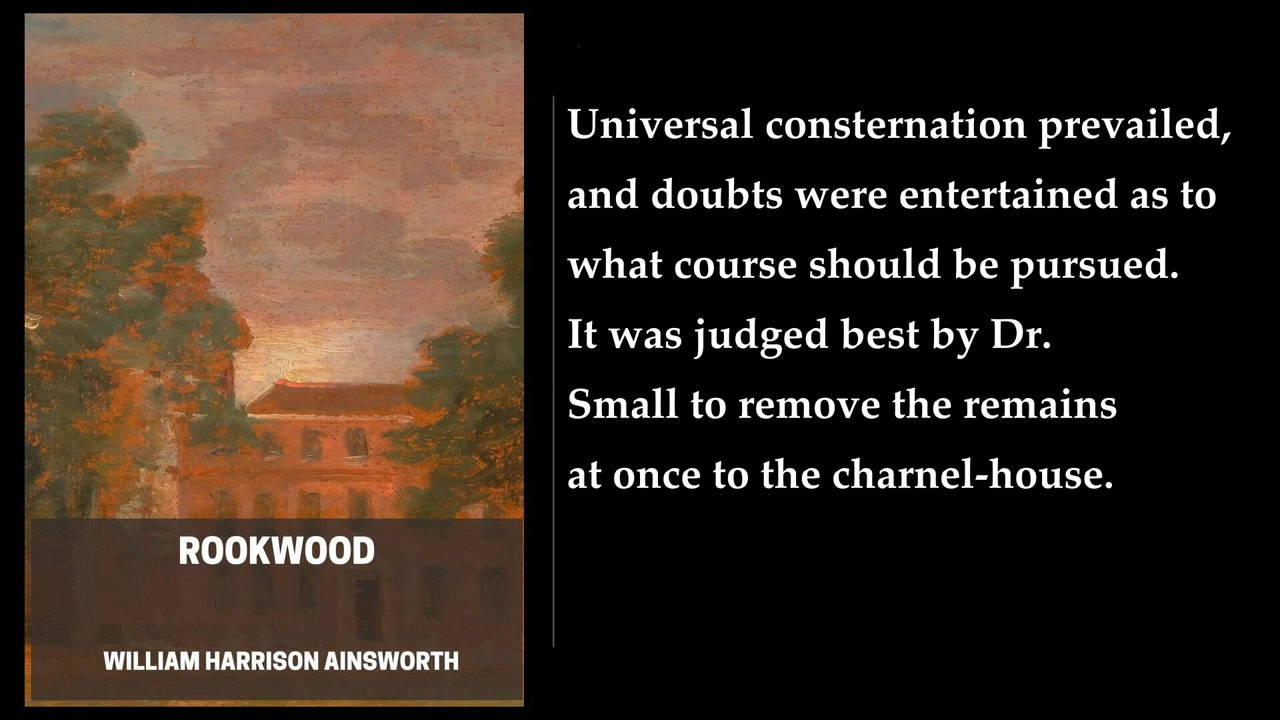 ROOKWOOD
WILLIAM HARRISON AINSWORTH
Universal consternation prevailed,
and doubts were entertained as to
what course should be pursued.
It was judged best by Dr.
Small to remove the remains
at once to the charnel-house.